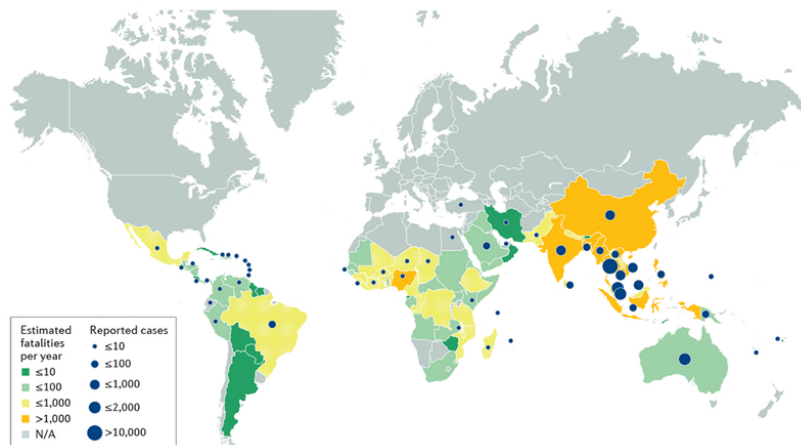 Estimated
fatalities
per year
≤10
≤100
≤1,000
>1,000
N/A
Reported cases
≤10
≤100
≤1,000
≤2,000
>10,000